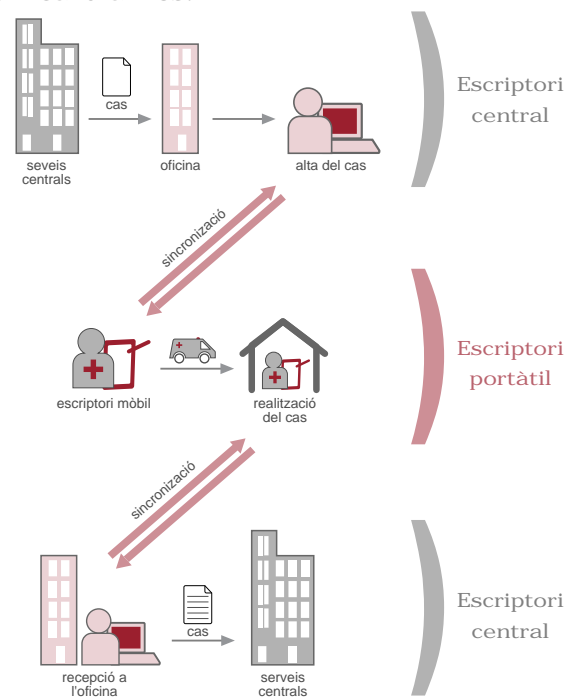 cas
seveis
centrals
oficina
alta del cas
Escriptori
central
sincronizació
escriptori mòbil
realització
del cas
Escriptori
portàtil
sincronizació
cas
recepció a
l'oficina
serveis
centrals
Escriptori
central